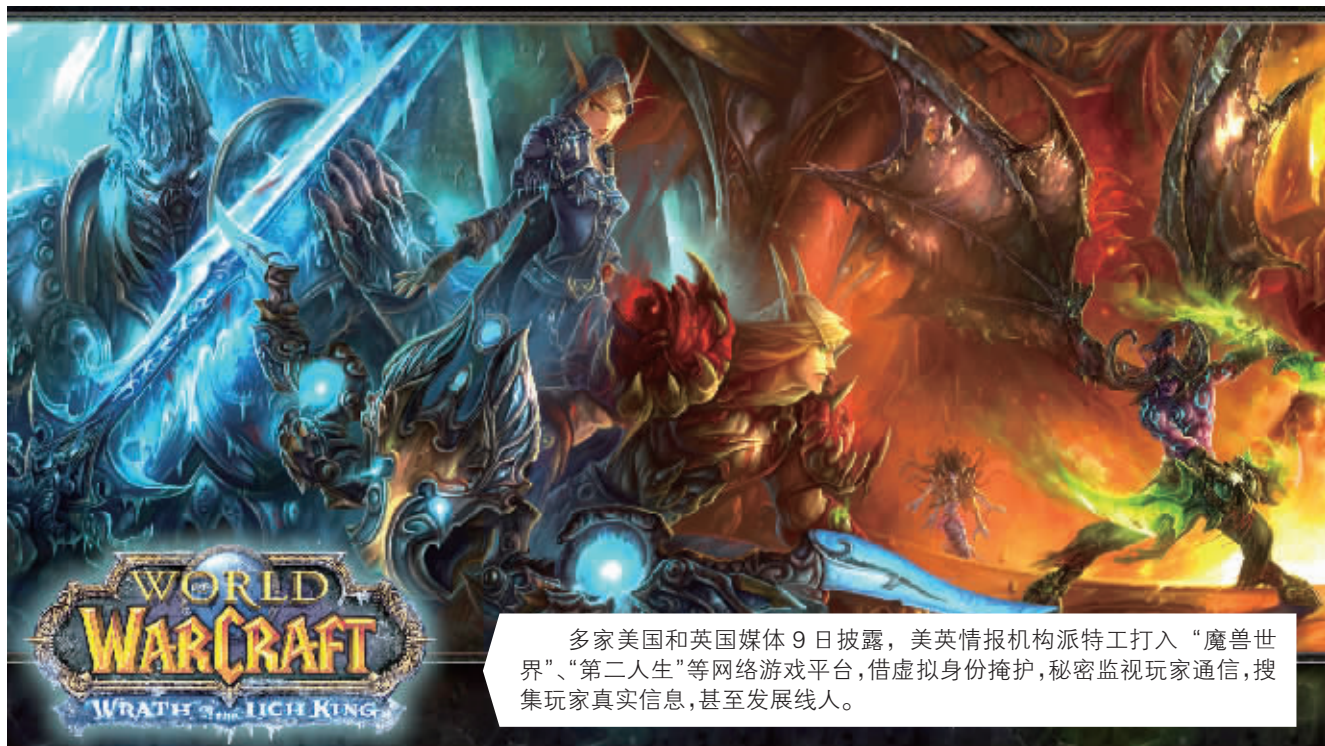 WORLD
WARCRAFT
WRATH of the LICH KING
多家美国和英国媒体 9 日披露，美英情报机构派特工打入“魔兽世
界”、“第二人生”等网络游戏平台，借虚拟身份掩护，秘密监视玩家通信，搜
集玩家真实信息，甚至发展线人。